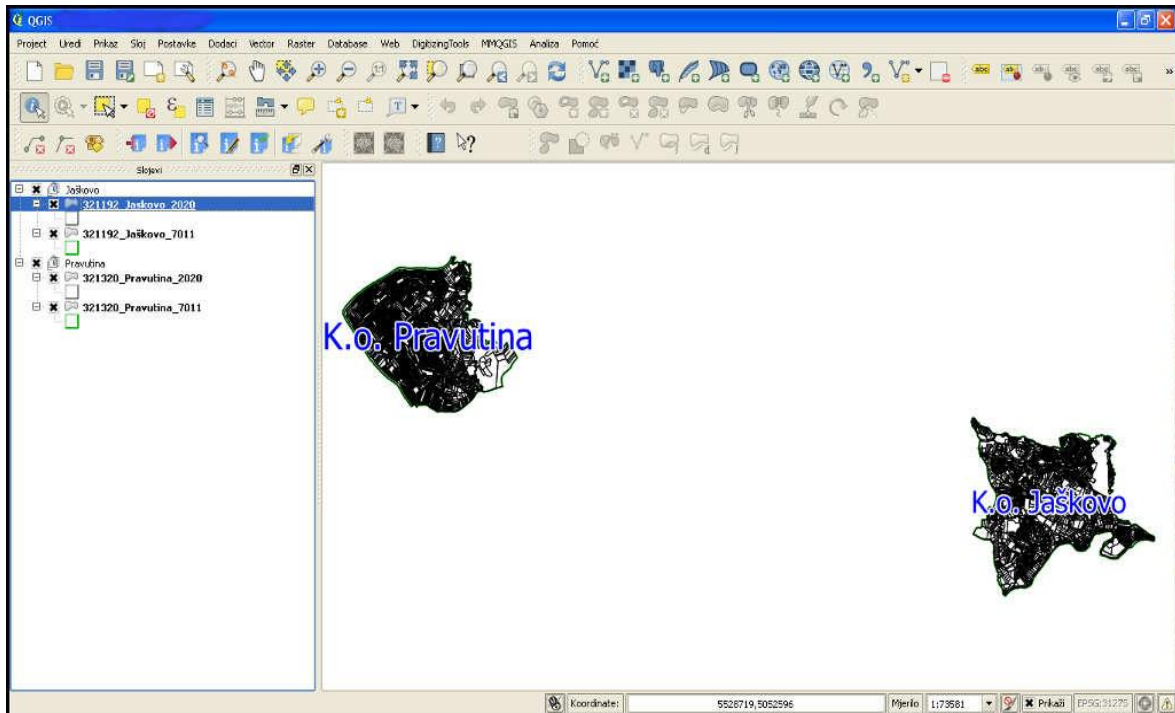 QGIS
Project Uredi Prikaz Sloj Postavke Dodaci Vector Raster Database Web DigitizingTools MMQGIS Analiza Pomoć
Slojevi
Jaškovo
321192_Jaskovo_2020
321192_Jaškovo_7011
Pravutina
321320_Pravutina_2020
321320_Pravutina_7011
K.o. Pravutina
K.o. Jaškovo
Koordinate: 5528719,5052596 Mjerilo 1:73581 Prikaži EPSG:31275